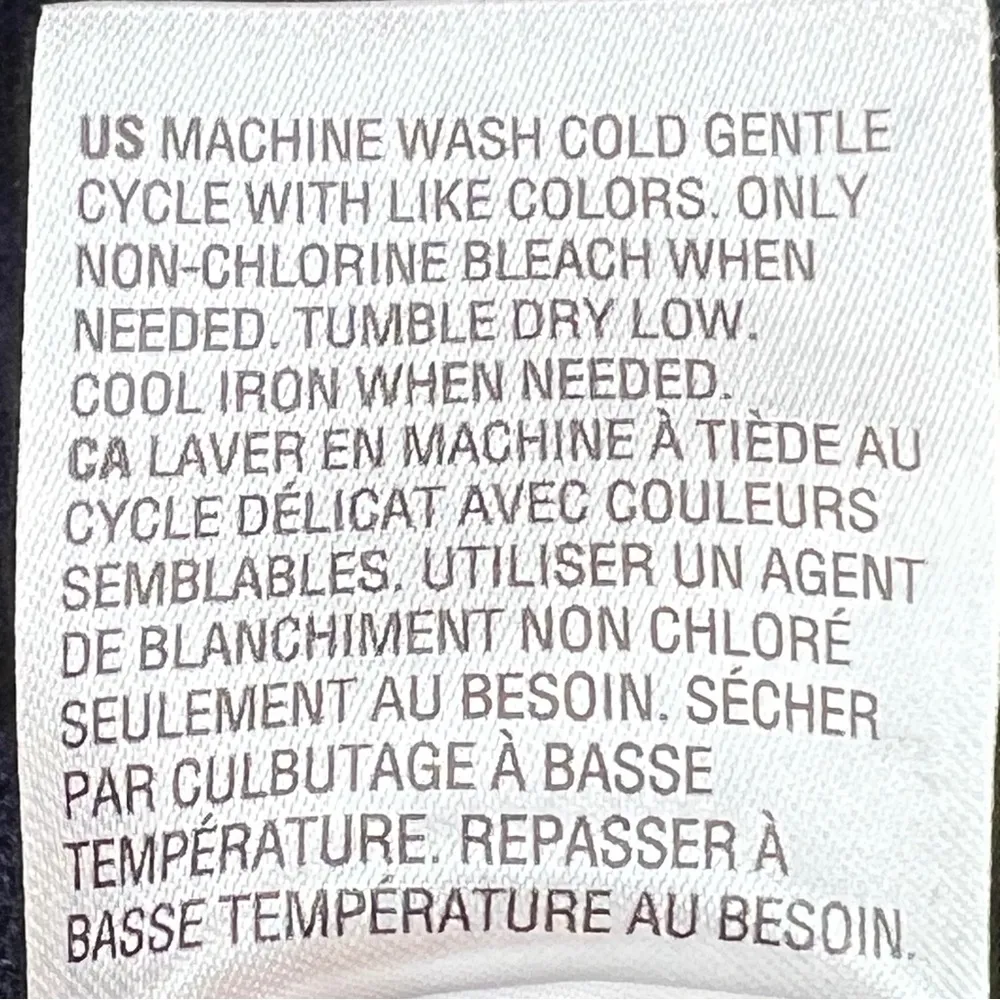 US MACHINE WASH COLD GENTLE
CYCLE WITH LIKE COLORS. ONLY
NON-CHLORINE BLEACH WHEN
NEEDED. TUMBLE DRY LOW.
COOL IRON WHEN NEEDED.
CA LAVER EN MACHINE À TIÈDE AU
CYCLE DÉLICAT AVEC COULEURS
SEMBLABLES. UTILISER UN AGENT
DE BLANCHIMENT NON CHLORÉ
SEULEMENT AU BESOIN. SÉCHER
PAR CULBUTAGE À BASSE
TEMPÉRATURE. REPASSER À
BASSE TEMPÉRATURE AU BESOIN.